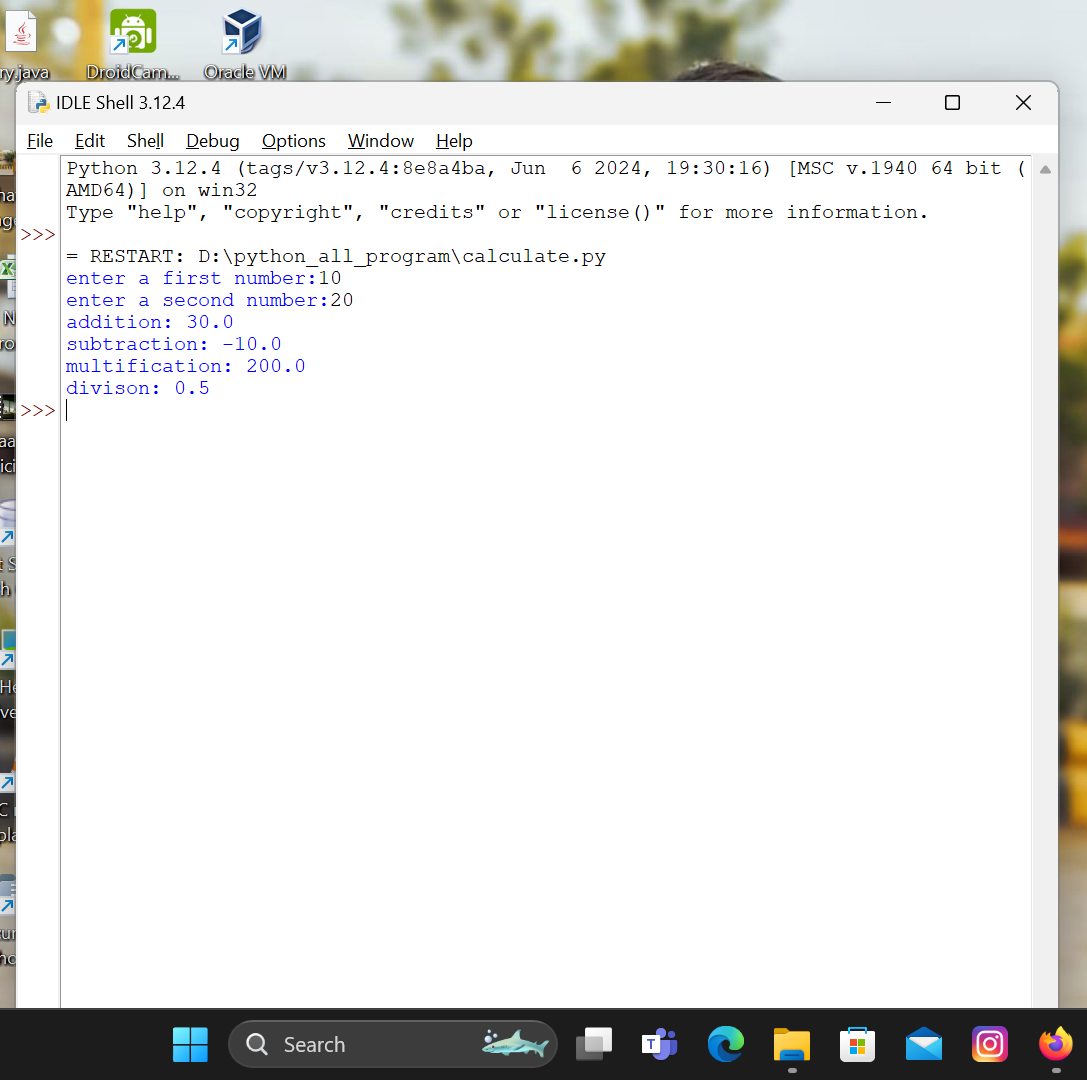 ry.java
DroidCam...
Oracle VM
IDLE Shell 3.12.4
File Edit Shell Debug Options Window Help
Python 3.12.4 (tags/v3.12.4:8e8a4ba, Jun  6 2024, 19:30:16) [MSC v.1940 64 bit (
AMD64)] on win32
Type "help", "copyright", "credits" or "license()" for more information.
>>>
= RESTART: D:\python_all_program\calculate.py
enter a first number:10
enter a second number:20
addition: 30.0
subtraction: -10.0
multification: 200.0
divison: 0.5
>>>
Search